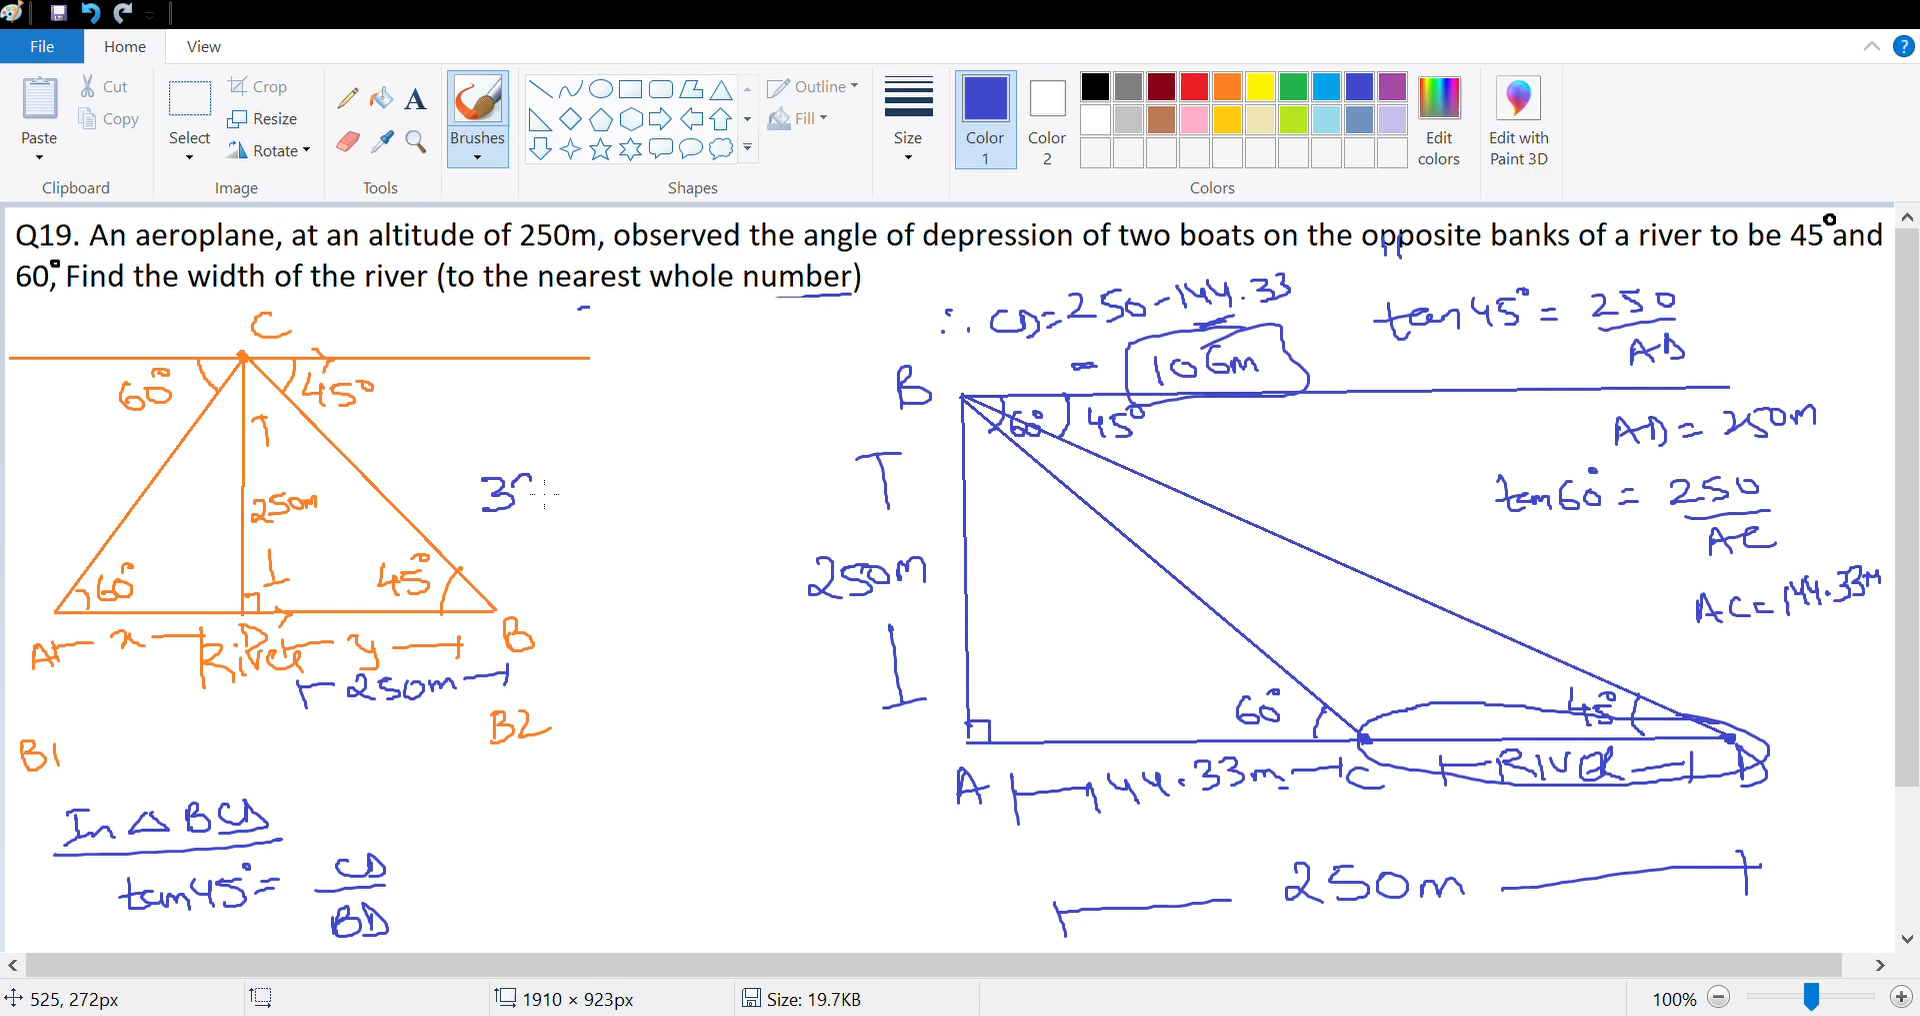 File Home View
Paste
Cut
Copy
Clipboard
Select
Crop
Resize
Rotate
Image
Tools
Brushes
Shapes
Outline
Fill
Size
Color 1
Color 2
Colors
Edit colors
Edit with Paint 3D
Q19. An aeroplane, at an altitude of 250m, observed the angle of depression of two boats on the opposite banks of a river to be 45° and
60°, Find the width of the river (to the nearest whole number)
C
60° 45°
250m
60° 45°
A x D y B
River
250m
B1 B2
In △ BCD
tan45° = CD
BD
∴ CD = 250 - 144.33
= 106m
tan45° = 250
AD
AD = 250m
tan60° = 250
AC
AC = 144.33m
B
60° 45°
250m
60° 45°
A 144.33m C RIVER D
250m
525, 272px
1910 × 923px
Size: 19.7KB
100%